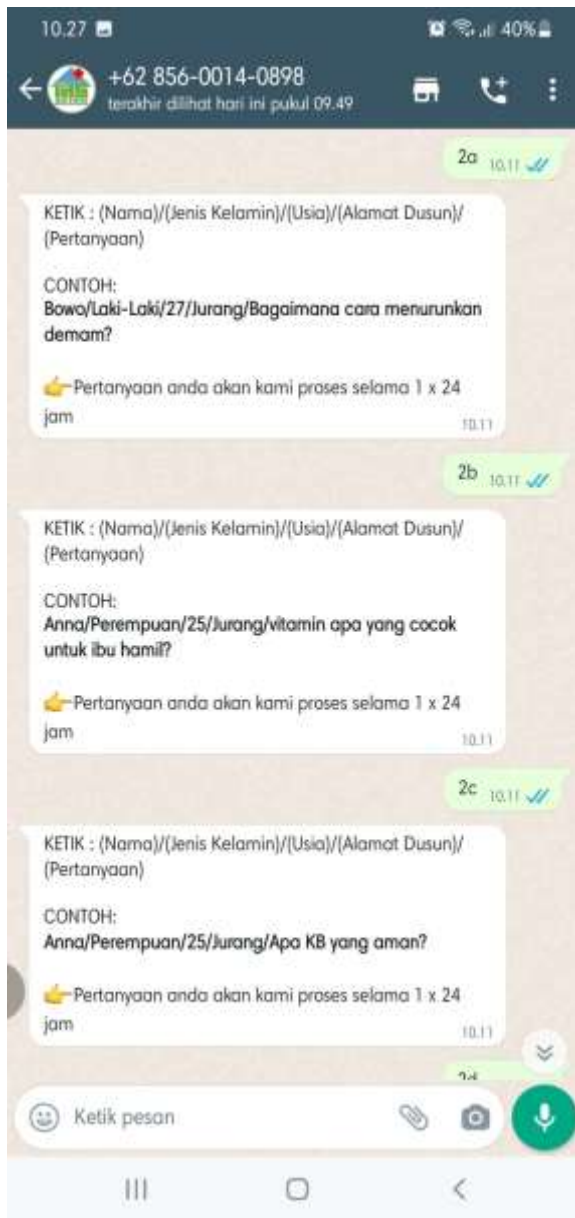 10.27
40%
+62 856-0014-0898
terakhir dilihat hari ini pukul 09.49
2a 10.11
KETIK : (Nama)/(Jenis Kelamin)/(Usia)/(Alamat Dusun)/
(Pertanyaan)
CONTOH:
Bowo/Laki-Laki/27/Jurang/Bagaimana cara menurunkan
demam?
👉Pertanyaan anda akan kami proses selama 1 x 24
jam
10.11
2b 10.11
KETIK : (Nama)/(Jenis Kelamin)/(Usia)/(Alamat Dusun)/
(Pertanyaan)
CONTOH:
Anna/Perempuan/25/Jurang/vitamin apa yang cocok
untuk ibu hamil?
👉Pertanyaan anda akan kami proses selama 1 x 24
jam
10.11
2c 10.11
KETIK : (Nama)/(Jenis Kelamin)/(Usia)/(Alamat Dusun)/
(Pertanyaan)
CONTOH:
Anna/Perempuan/25/Jurang/Apa KB yang aman?
👉Pertanyaan anda akan kami proses selama 1 x 24
jam
10.11
Ketik pesan